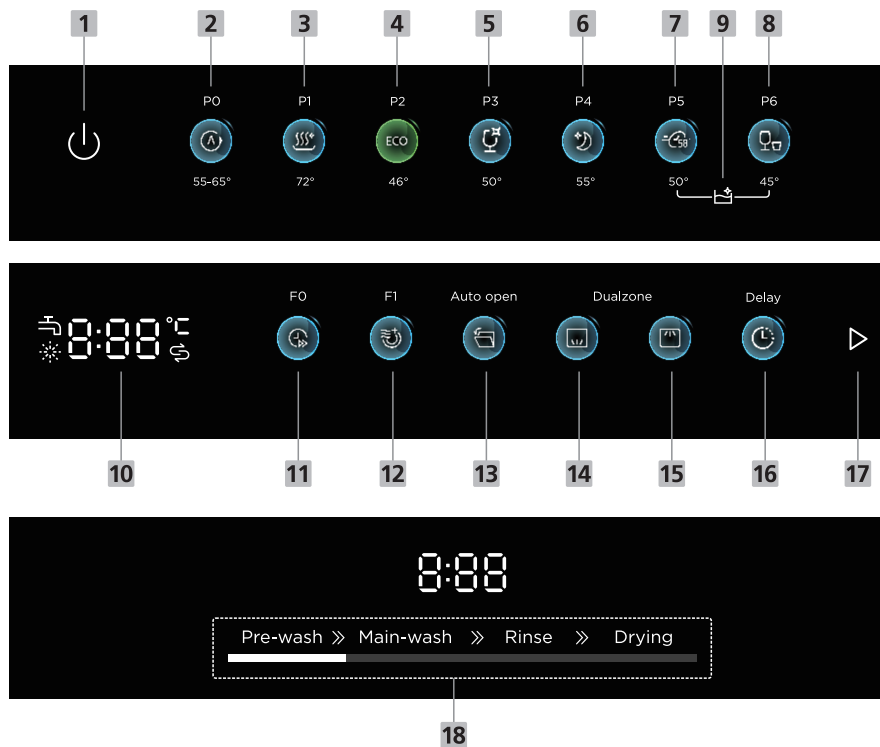 1 2 3 4 5 6 7 9 8
P0 P1 P2 P3 P4 P5 P6
ECO 58'
55-65° 72° 46° 50° 55° 50° 45°
F0 F1 Auto open Dualzone Delay
8:88 °C
10 11 12 13 14 15 16 17
8:88
Pre-wash » Main-wash » Rinse » Drying
18